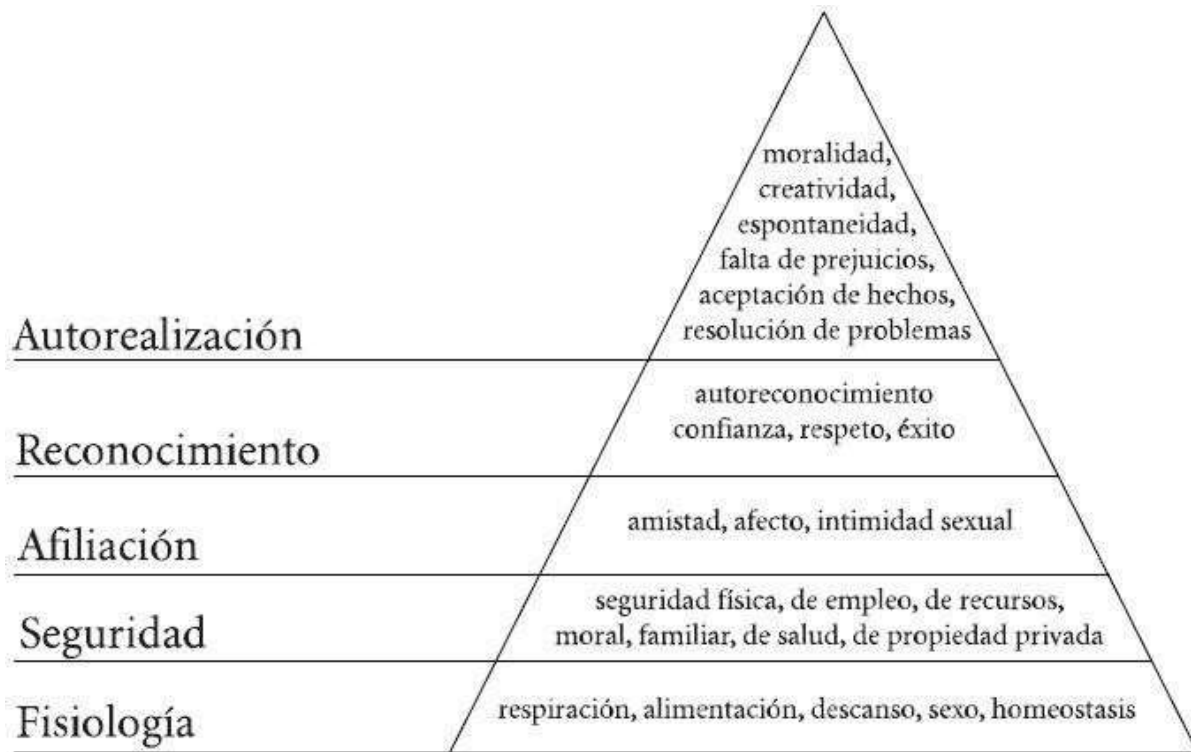 moralidad,
creatividad,
espontaneidad,
falta de prejuicios,
aceptación de hechos,
resolución de problemas
Autorealización
autoreconocimiento
confianza, respeto, éxito
Reconocimiento
amistad, afecto, intimidad sexual
Afiliación
seguridad física, de empleo, de recursos,
moral, familiar, de salud, de propiedad privada
Seguridad
respiración, alimentación, descanso, sexo, homeostasis
Fisiología